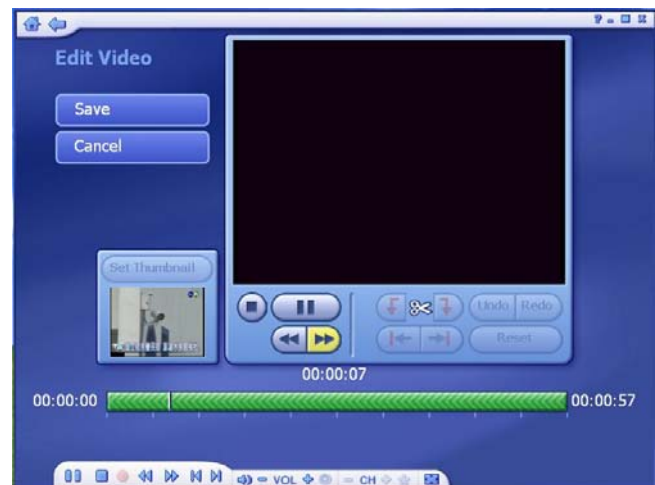 ?
Edit Video
Save
Cancel
Set Thumbnail
Undo Redo
Reset
00:00:07
00:00:00
00:00:57
VOL
CH